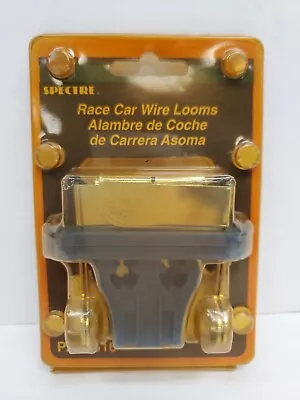 SPECTRE
Race Car Wire Looms
Alambre de Coche
de Carrera Asoma